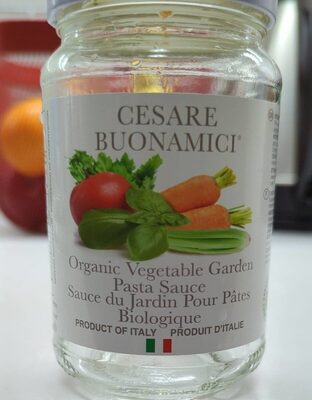 CESARE
BUONAMICI®
Organic Vegetable Garden
Pasta Sauce
Sauce du Jardin Pour Pâtes
Biologique
PRODUCT OF ITALY PRODUIT D'ITALIE